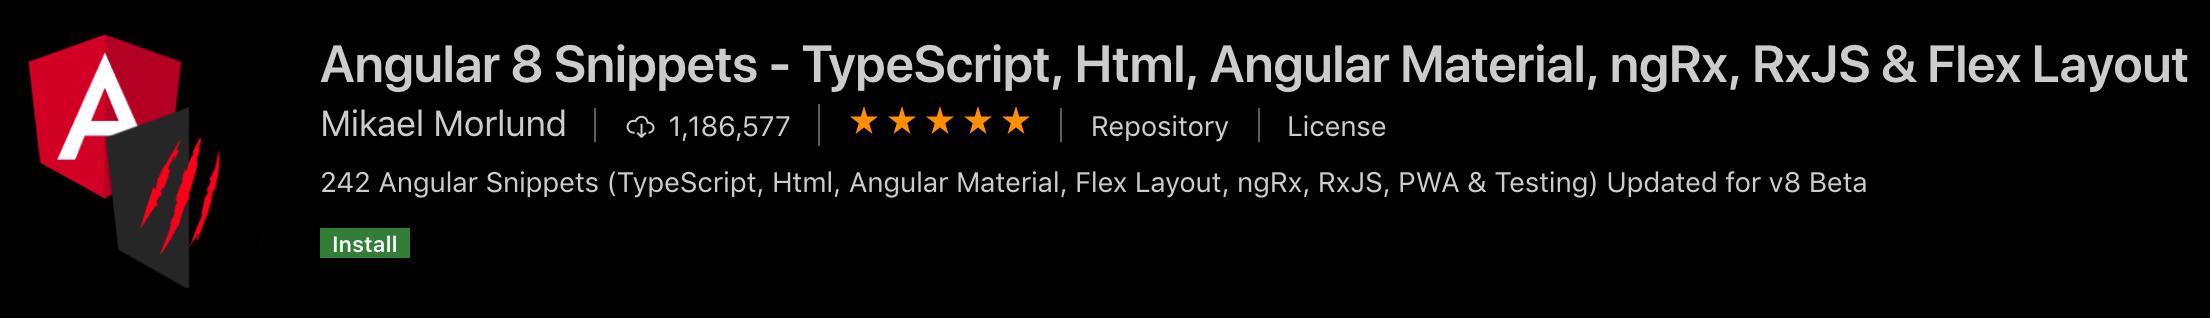 Angular 8 Snippets - TypeScript, Html, Angular Material, ngRx, RxJS & Flex Layout
Mikael Morlund 1,186,577 Repository License
242 Angular Snippets (TypeScript, Html, Angular Material, Flex Layout, ngRx, RxJS, PWA & Testing) Updated for v8 Beta
Install